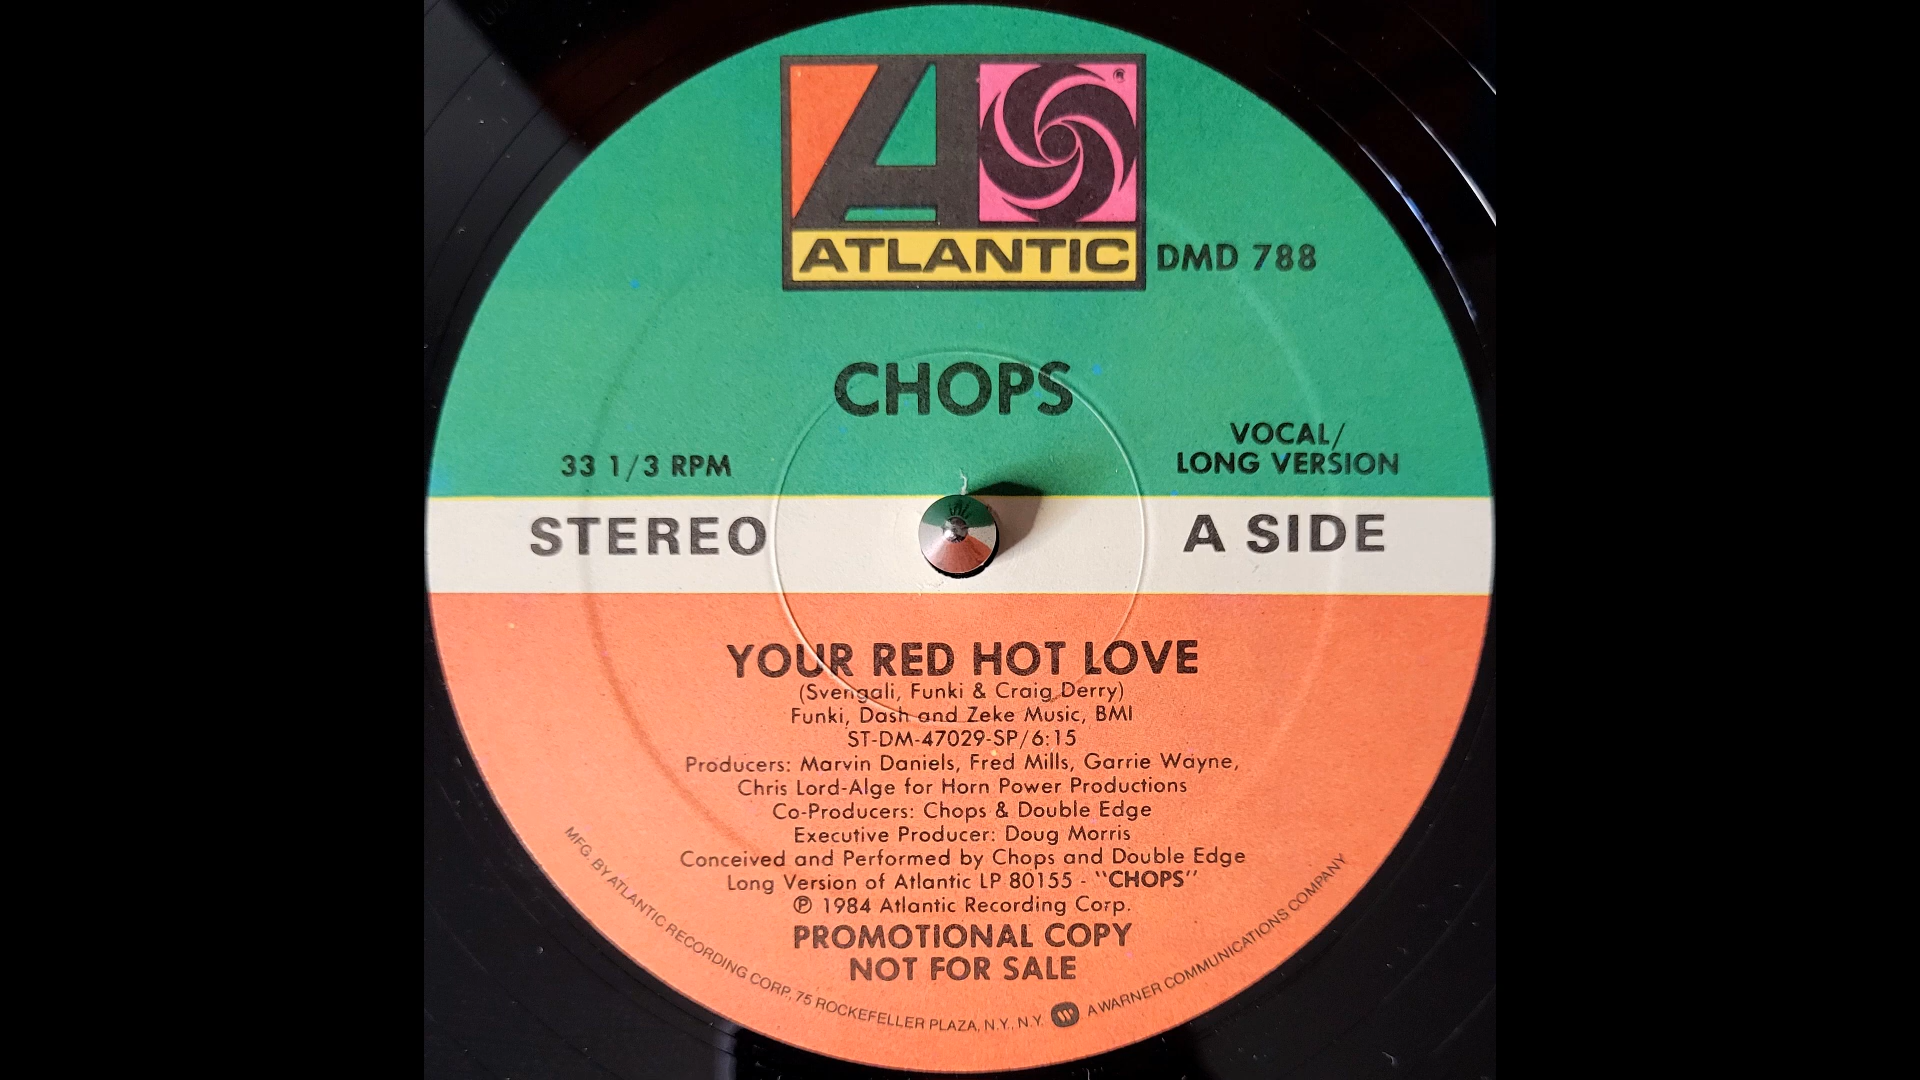 ®
ATLANTIC
DMD 788
CHOPS
33 1/3 RPM
VOCAL/
LONG VERSION
STEREO
A SIDE
YOUR RED HOT LOVE
(Svengali, Funki & Craig Derry)
Funki, Dash and Zeke Music, BMI
ST-DM-47029-SP/6:15
Producers: Marvin Daniels, Fred Mills, Garrie Wayne,
Chris Lord-Alge for Horn Power Productions
Co-Producers: Chops & Double Edge
Executive Producer: Doug Morris
Conceived and Performed by Chops and Double Edge
Long Version of Atlantic LP 80155 - "CHOPS"
℗ 1984 Atlantic Recording Corp.
PROMOTIONAL COPY
NOT FOR SALE
MFG. BY ATLANTIC RECORDING CORP., 75 ROCKEFELLER PLAZA, N.Y., N.Y. A WARNER COMMUNICATIONS COMPANY